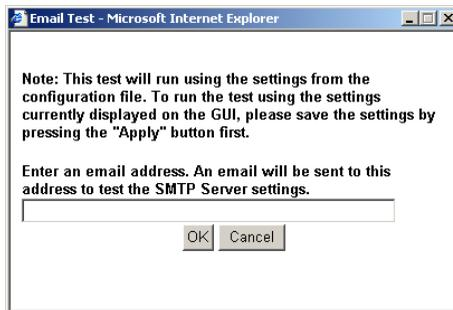 Email Test - Microsoft Internet Explorer
Note: This test will run using the settings from the
configuration file. To run the test using the settings
currently displayed on the GUI, please save the settings by
pressing the "Apply" button first.
Enter an email address. An email will be sent to this
address to test the SMTP Server settings.
OK Cancel